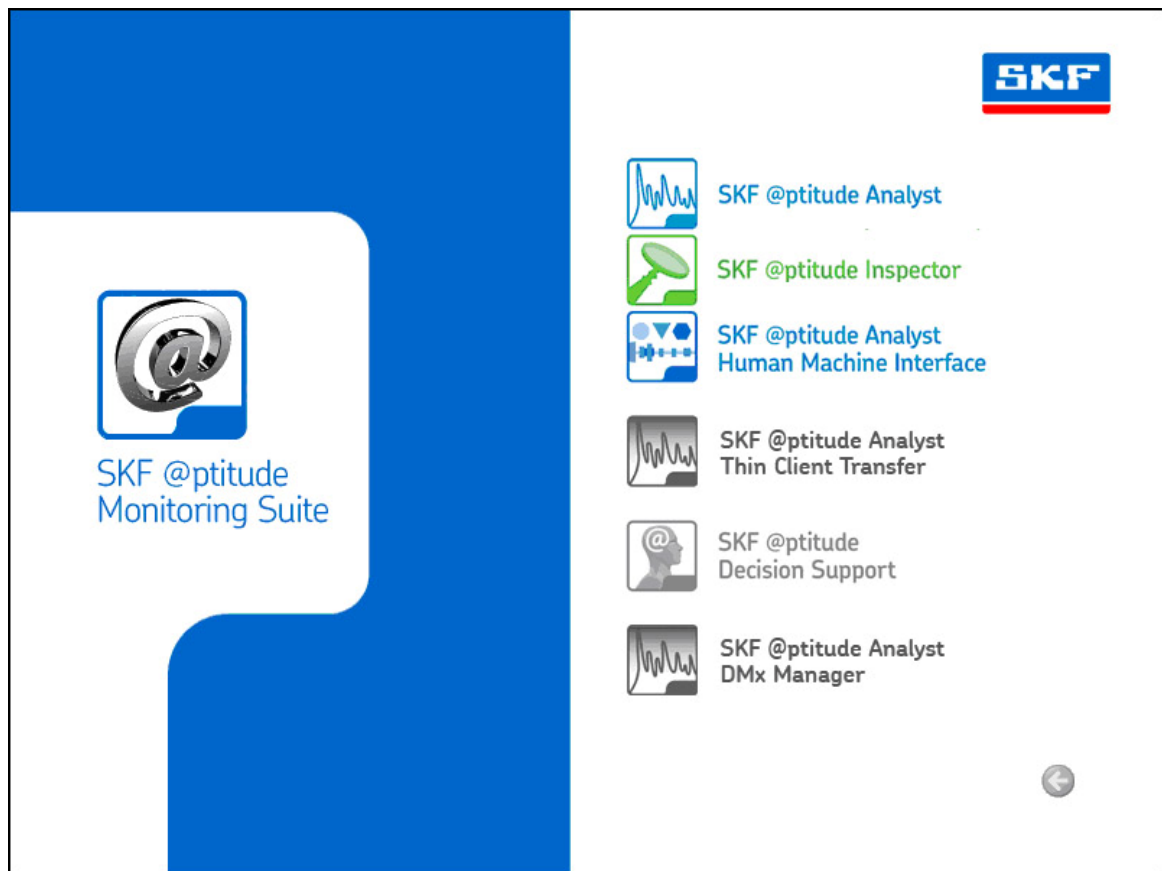 SKF
SKF @ptitude Analyst
SKF @ptitude Inspector
SKF @ptitude Analyst
Human Machine Interface
@
SKF @ptitude
Monitoring Suite
SKF @ptitude Analyst
Thin Client Transfer
@
SKF @ptitude
Decision Support
SKF @ptitude Analyst
DMx Manager